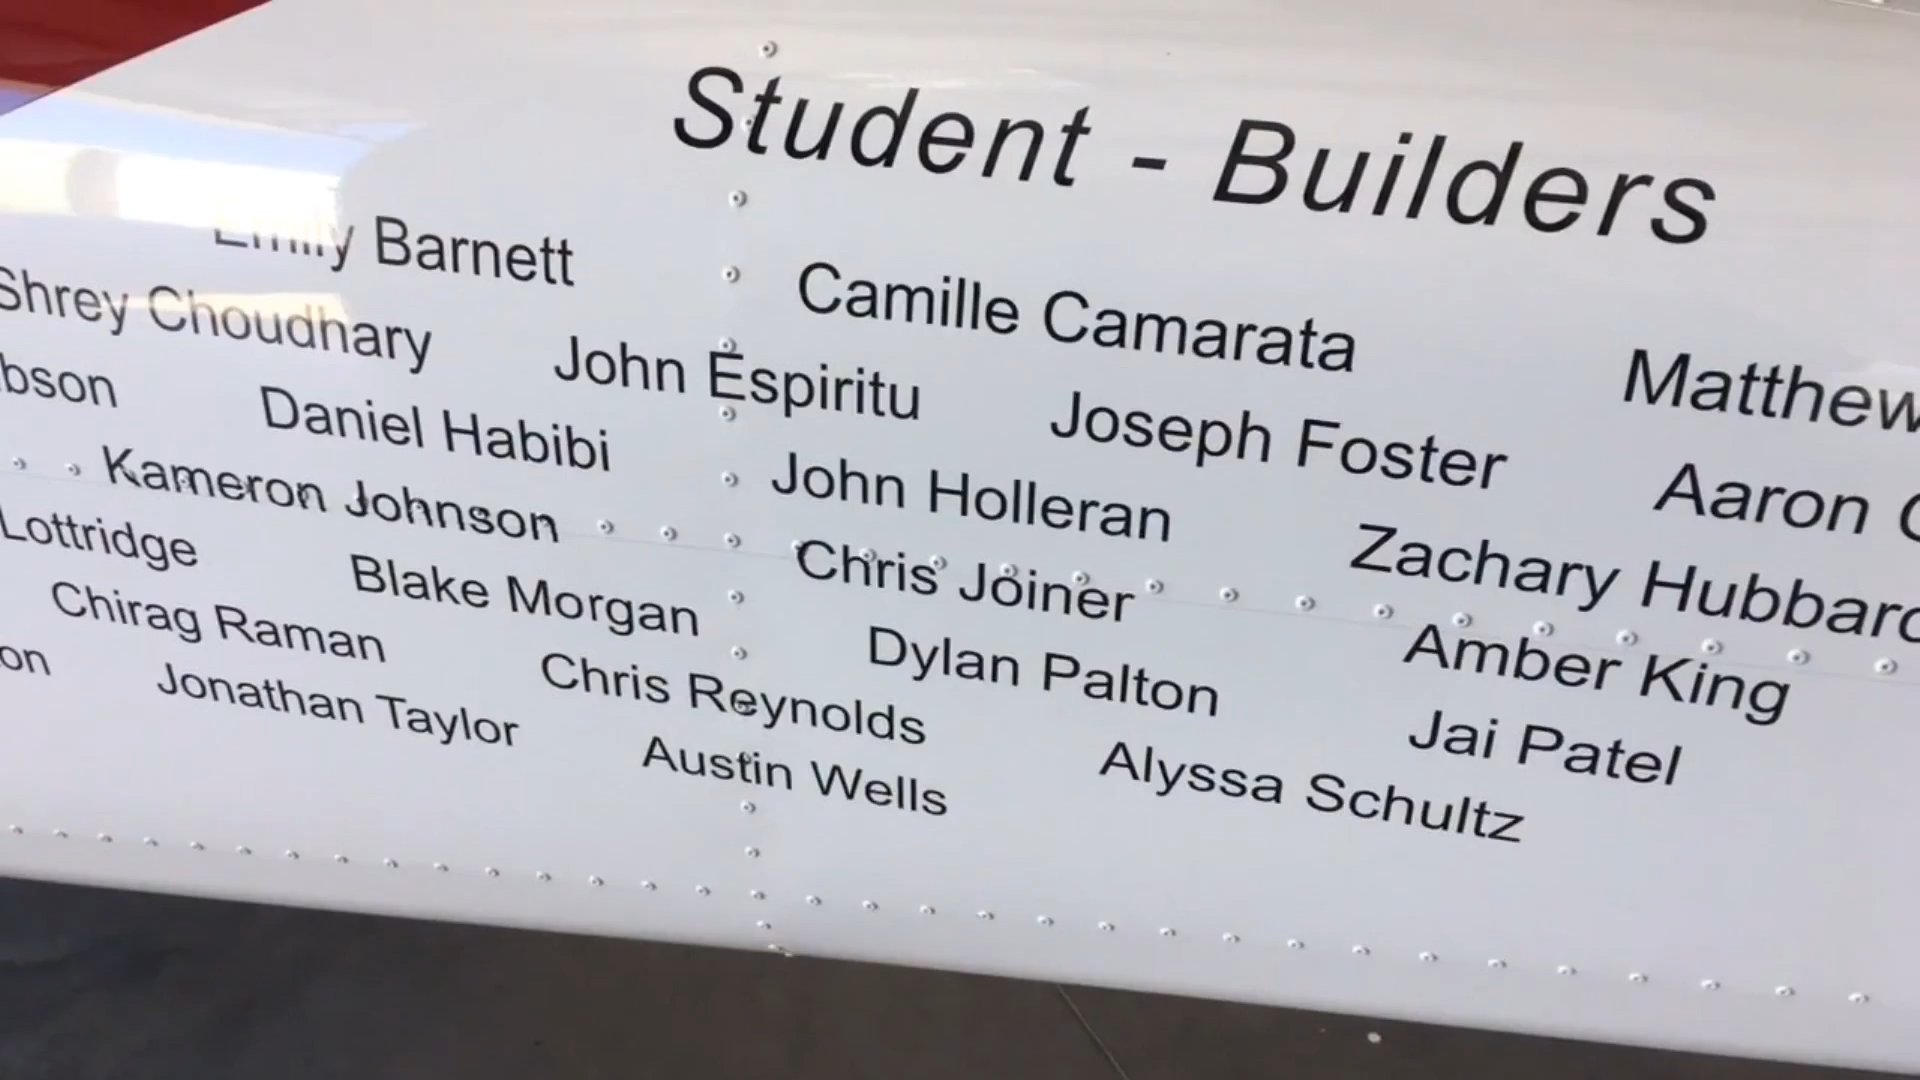 Student - Builders
Emily Barnett Camille Camarata Matthew
Shrey Choudhary John Espiritu Joseph Foster Aaron
Daniel Habibi John Holleran Zachary Hubbard
Kameron Johnson Chris Joiner Amber King
Lottridge Blake Morgan Dylan Palton Jai Patel
Chirag Raman Chris Reynolds Alyssa Schultz
Jonathan Taylor Austin Wells